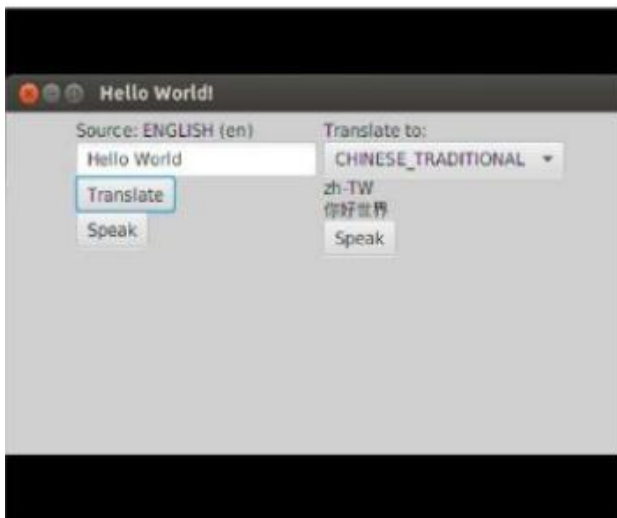 Hello World!
Source: ENGLISH (en)
Hello World
Translate
Speak
Translate to:
CHINESE_TRADITIONAL
zh-TW
你好世界
Speak